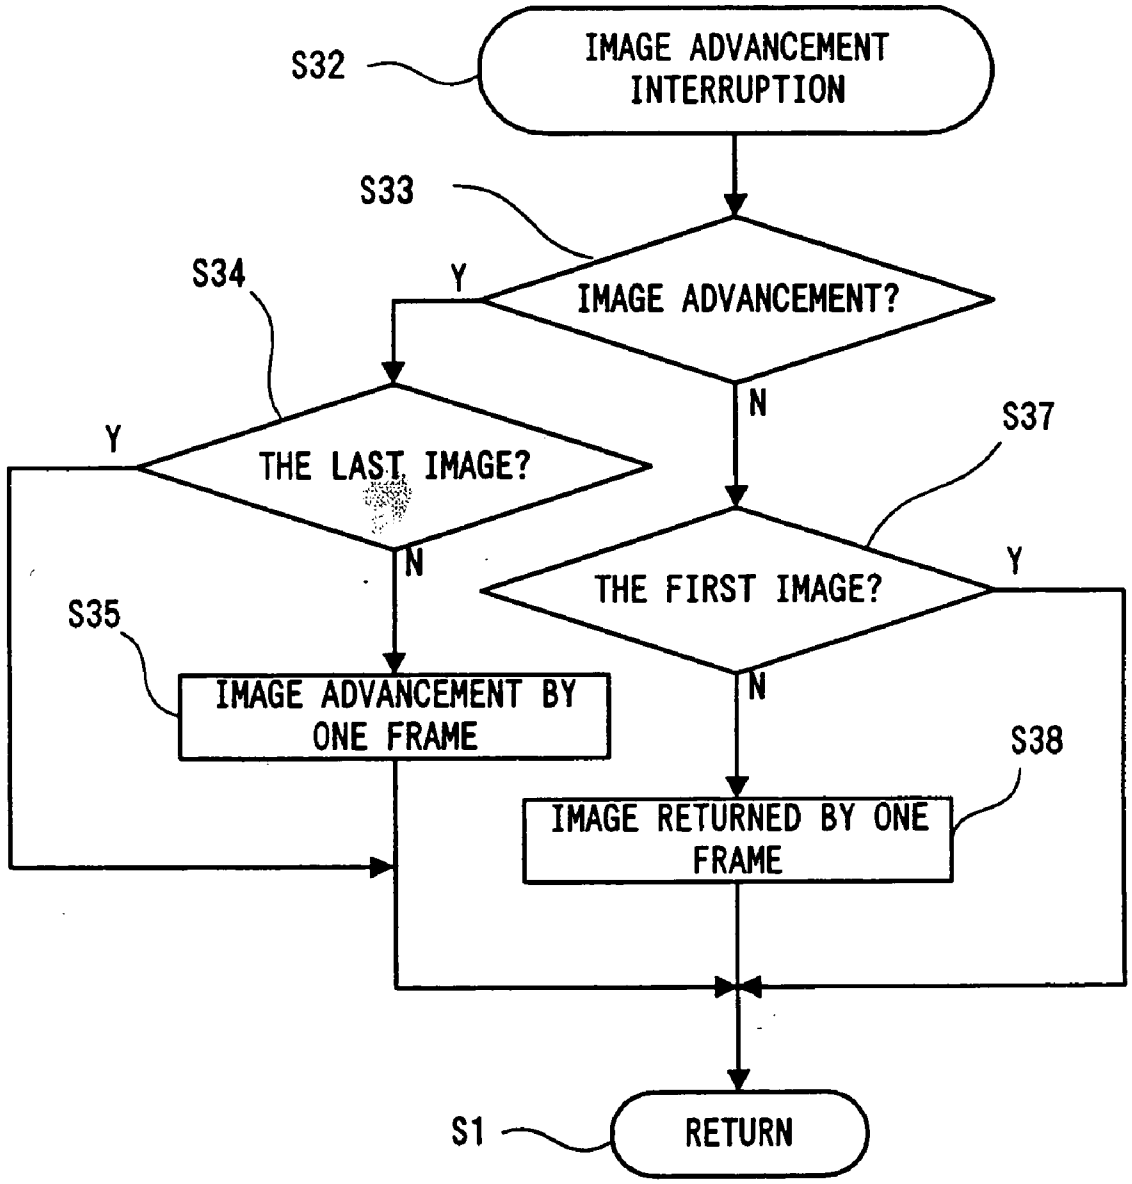 S32
IMAGE ADVANCEMENT
INTERRUPTION
S33
IMAGE ADVANCEMENT?
Y
N
S34
THE LAST IMAGE?
Y
N
S37
THE FIRST IMAGE?
Y
N
S35
IMAGE ADVANCEMENT BY
ONE FRAME
S38
IMAGE RETURNED BY ONE
FRAME
S1
RETURN